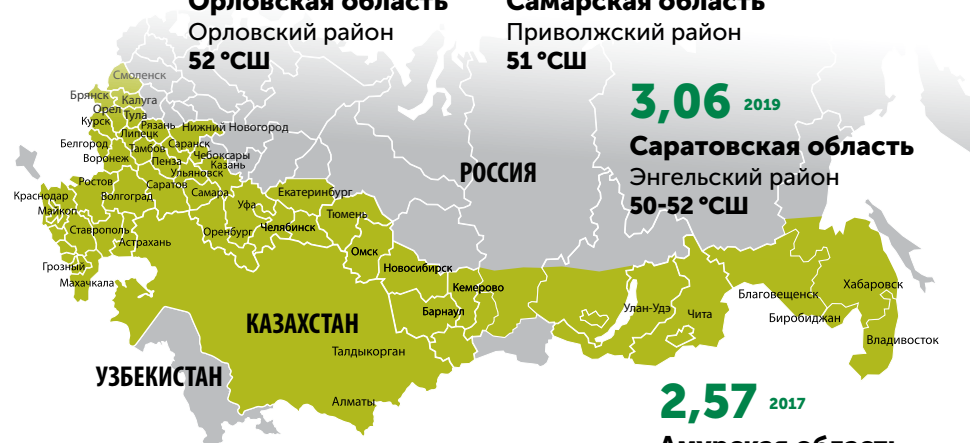 Орловская область
Орловский район
52 °СШ
Самарская область
Приволжский район
51 °СШ
3,06 2019
Саратовская область
Энгельский район
50-52 °СШ
РОССИЯ
Смоленск
Брянск
Калуга
Орел
Тула
Курск
Рязань
Нижний Новгород
Липецк
Белгород
Тамбов
Саранск
Воронеж
Пенза
Чебоксары
Казань
Ульяновск
Ростов
Саратов
Самара
Екатеринбург
Краснодар
Волгоград
Уфа
Майкоп
Тюмень
Ставрополь
Оренбург
Челябинск
Астрахань
Омск
Грозный
Новосибирск
Махачкала
Кемерово
Барнаул
Улан-Удэ
Чита
Благовещенск
Хабаровск
Биробиджан
Владивосток
КАЗАХСТАН
Талдыкорган
УЗБЕКИСТАН
Алматы
2,57 2017
Амурская область